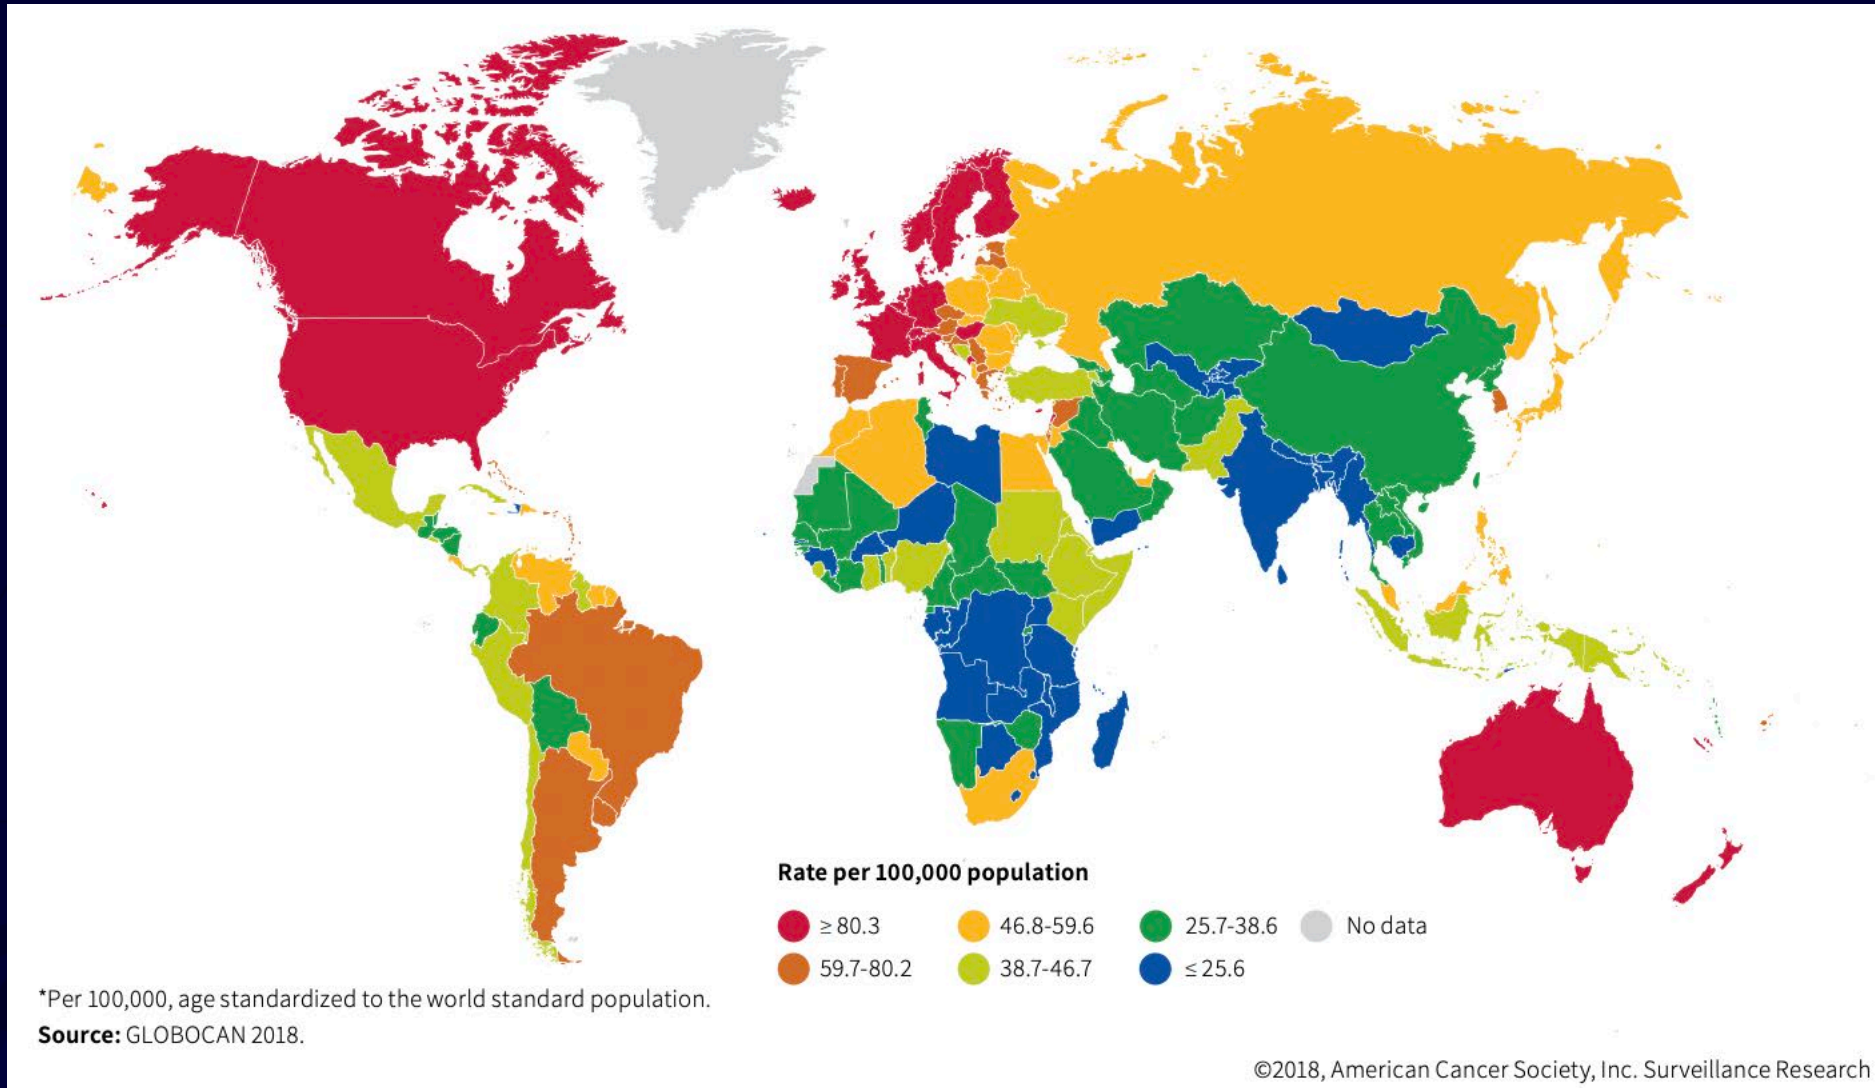 Rate per 100,000 population
≥ 80.3
46.8-59.6
25.7-38.6
No data
59.7-80.2
38.7-46.7
≤ 25.6
*Per 100,000, age standardized to the world standard population.
Source: GLOBOCAN 2018.
©2018, American Cancer Society, Inc. Surveillance Research